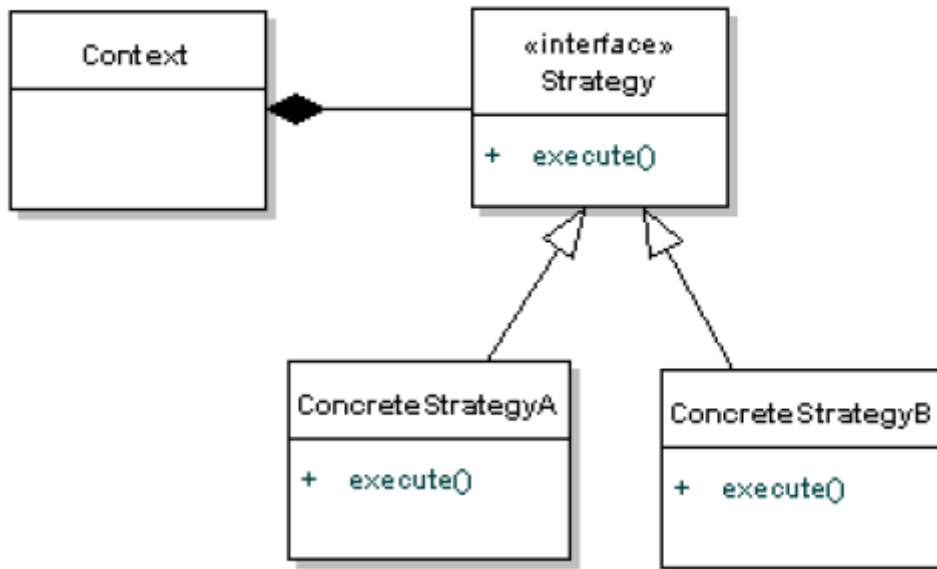 Context
«interface»
Strategy
+ execute()
ConcreteStrategyA
+ execute()
ConcreteStrategyB
+ execute()